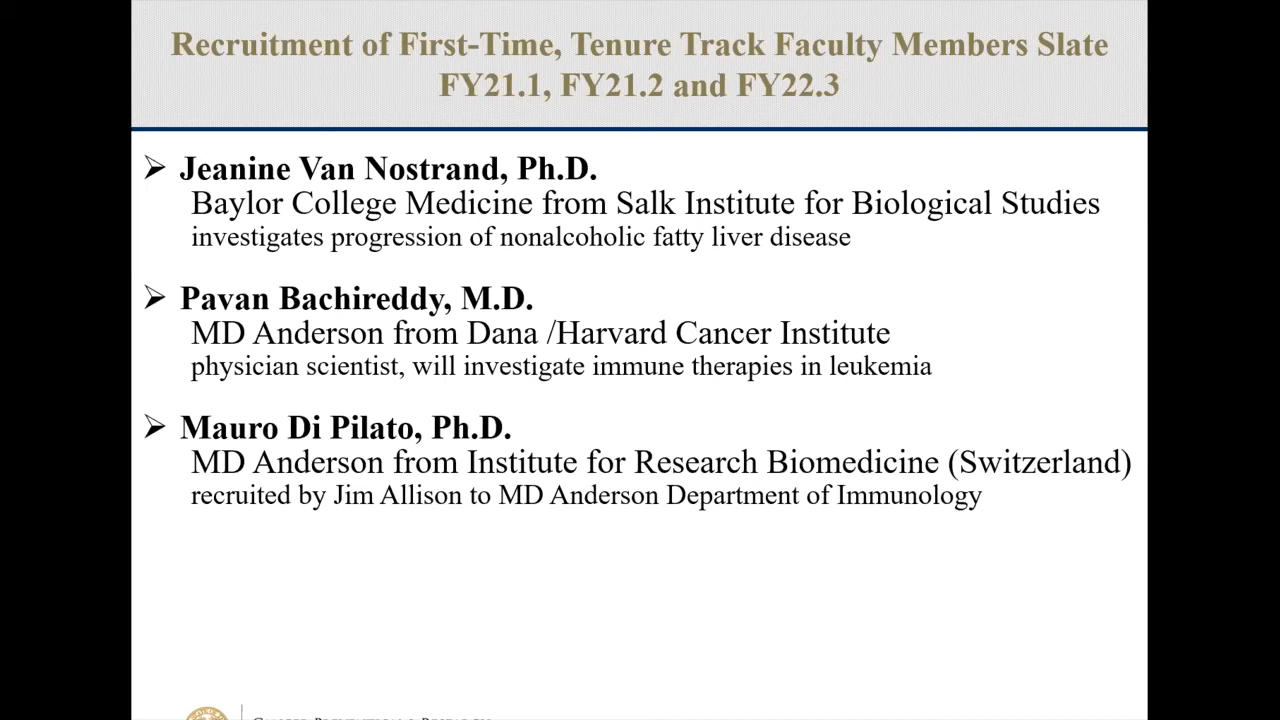 Recruitment of First-Time, Tenure Track Faculty Members Slate
FY21.1, FY21.2 and FY22.3
➢ Jeanine Van Nostrand, Ph.D.
Baylor College Medicine from Salk Institute for Biological Studies
investigates progression of nonalcoholic fatty liver disease
➢ Pavan Bachireddy, M.D.
MD Anderson from Dana /Harvard Cancer Institute
physician scientist, will investigate immune therapies in leukemia
➢ Mauro Di Pilato, Ph.D.
MD Anderson from Institute for Research Biomedicine (Switzerland)
recruited by Jim Allison to MD Anderson Department of Immunology